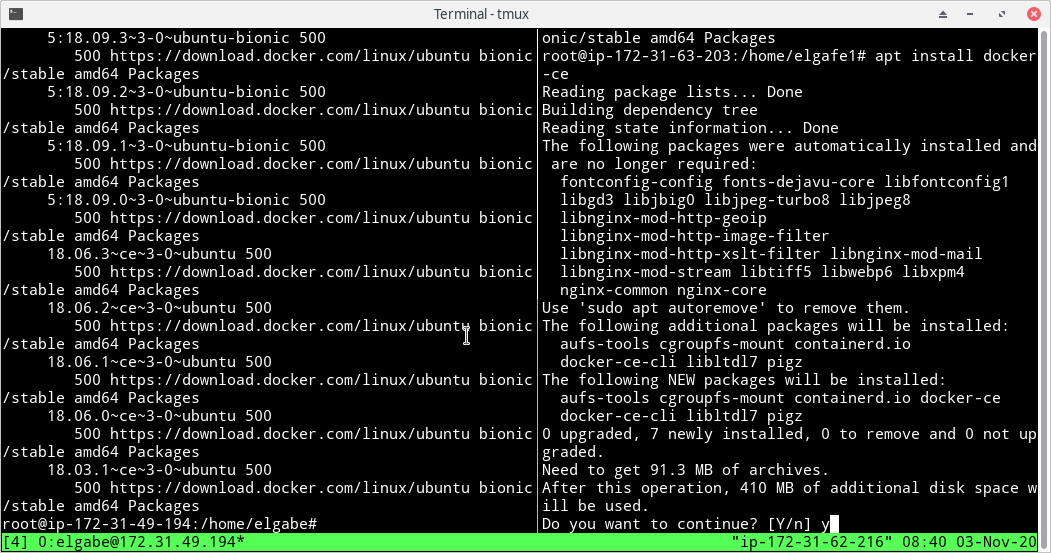 Terminal - tmux
5:18.09.3~3-0~ubuntu-bionic 500
500 https://download.docker.com/linux/ubuntu bionic
/stable amd64 Packages
5:18.09.2~3-0~ubuntu-bionic 500
500 https://download.docker.com/linux/ubuntu bionic
/stable amd64 Packages
5:18.09.1~3-0~ubuntu-bionic 500
500 https://download.docker.com/linux/ubuntu bionic
/stable amd64 Packages
5:18.09.0~3-0~ubuntu-bionic 500
500 https://download.docker.com/linux/ubuntu bionic
/stable amd64 Packages
18.06.3~ce~3-0~ubuntu 500
500 https://download.docker.com/linux/ubuntu bionic
/stable amd64 Packages
18.06.2~ce~3-0~ubuntu 500
500 https://download.docker.com/linux/ubuntu bionic
/stable amd64 Packages
18.06.1~ce~3-0~ubuntu 500
500 https://download.docker.com/linux/ubuntu bionic
/stable amd64 Packages
18.06.0~ce~3-0~ubuntu 500
500 https://download.docker.com/linux/ubuntu bionic
/stable amd64 Packages
18.03.1~ce~3-0~ubuntu 500
500 https://download.docker.com/linux/ubuntu bionic
/stable amd64 Packages
root@ip-172-31-49-194:/home/elgabe#
onic/stable amd64 Packages
root@ip-172-31-63-203:/home/elgafe1# apt install docker
-ce
Reading package lists... Done
Building dependency tree
Reading state information... Done
The following packages were automatically installed and
are no longer required:
fontconfig-config fonts-dejavu-core libfontconfig1
libgd3 libjbig0 libjpeg-turbo8 libjpeg8
libnginx-mod-http-geoip
libnginx-mod-http-image-filter
libnginx-mod-http-xslt-filter libnginx-mod-mail
libnginx-mod-stream libtiff5 libwebp6 libxpm4
nginx-common nginx-core
Use 'sudo apt autoremove' to remove them.
The following additional packages will be installed:
aufs-tools cgroupfs-mount containerd.io
docker-ce-cli libltdl7 pigz
The following NEW packages will be installed:
aufs-tools cgroupfs-mount containerd.io docker-ce
docker-ce-cli libltdl7 pigz
0 upgraded, 7 newly installed, 0 to remove and 0 not up
graded.
Need to get 91.3 MB of archives.
After this operation, 410 MB of additional disk space w
ill be used.
Do you want to continue? [Y/n] y
[4] 0:elgabe@172.31.49.194* "ip-172-31-62-216" 08:40 03-Nov-20